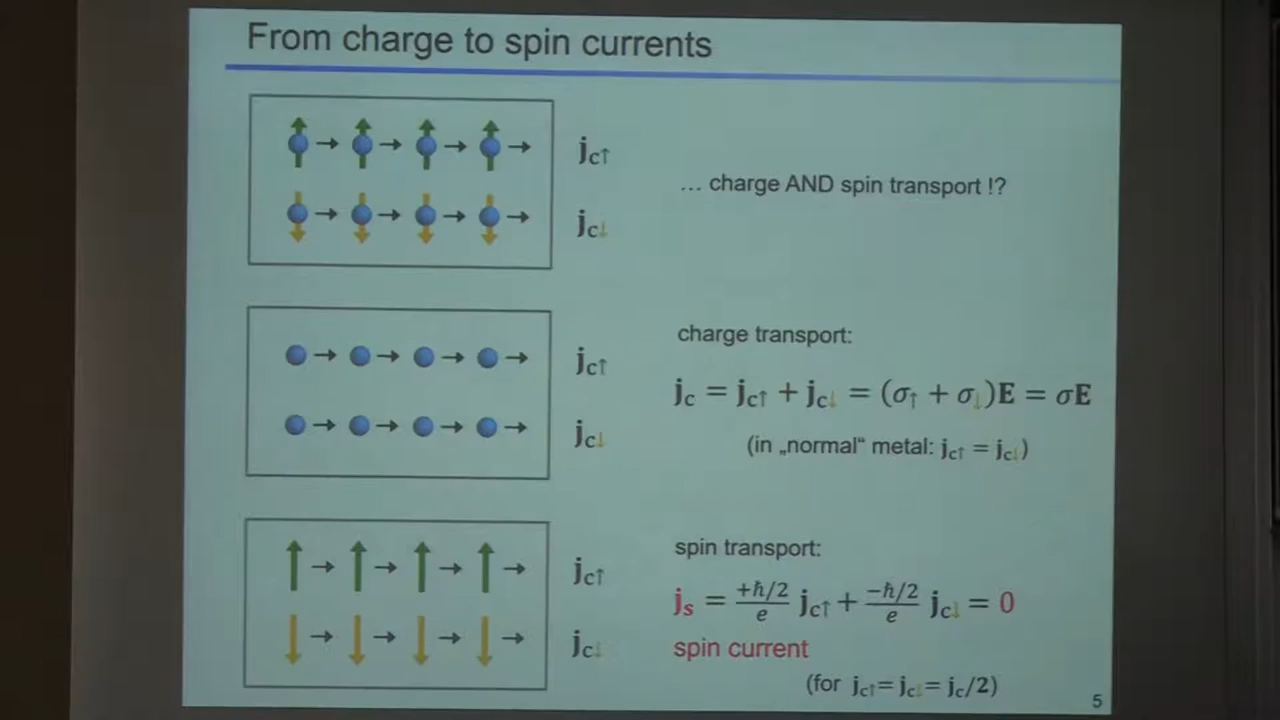 From charge to spin currents
j_c↑
... charge AND spin transport !?
j_c↓
charge transport:
j_c↑
j_c = j_c↑ + j_c↓ = (σ↑ + σ↓)E = σE
j_c↓
(in „normal“ metal: j_c↑ = j_c↓)
spin transport:
j_c↑
j_s = +ħ/2/e j_c↑ + −ħ/2/e j_c↓ = 0
j_c↓
spin current
(for j_c↑= j_c↓= j_c/2)
5